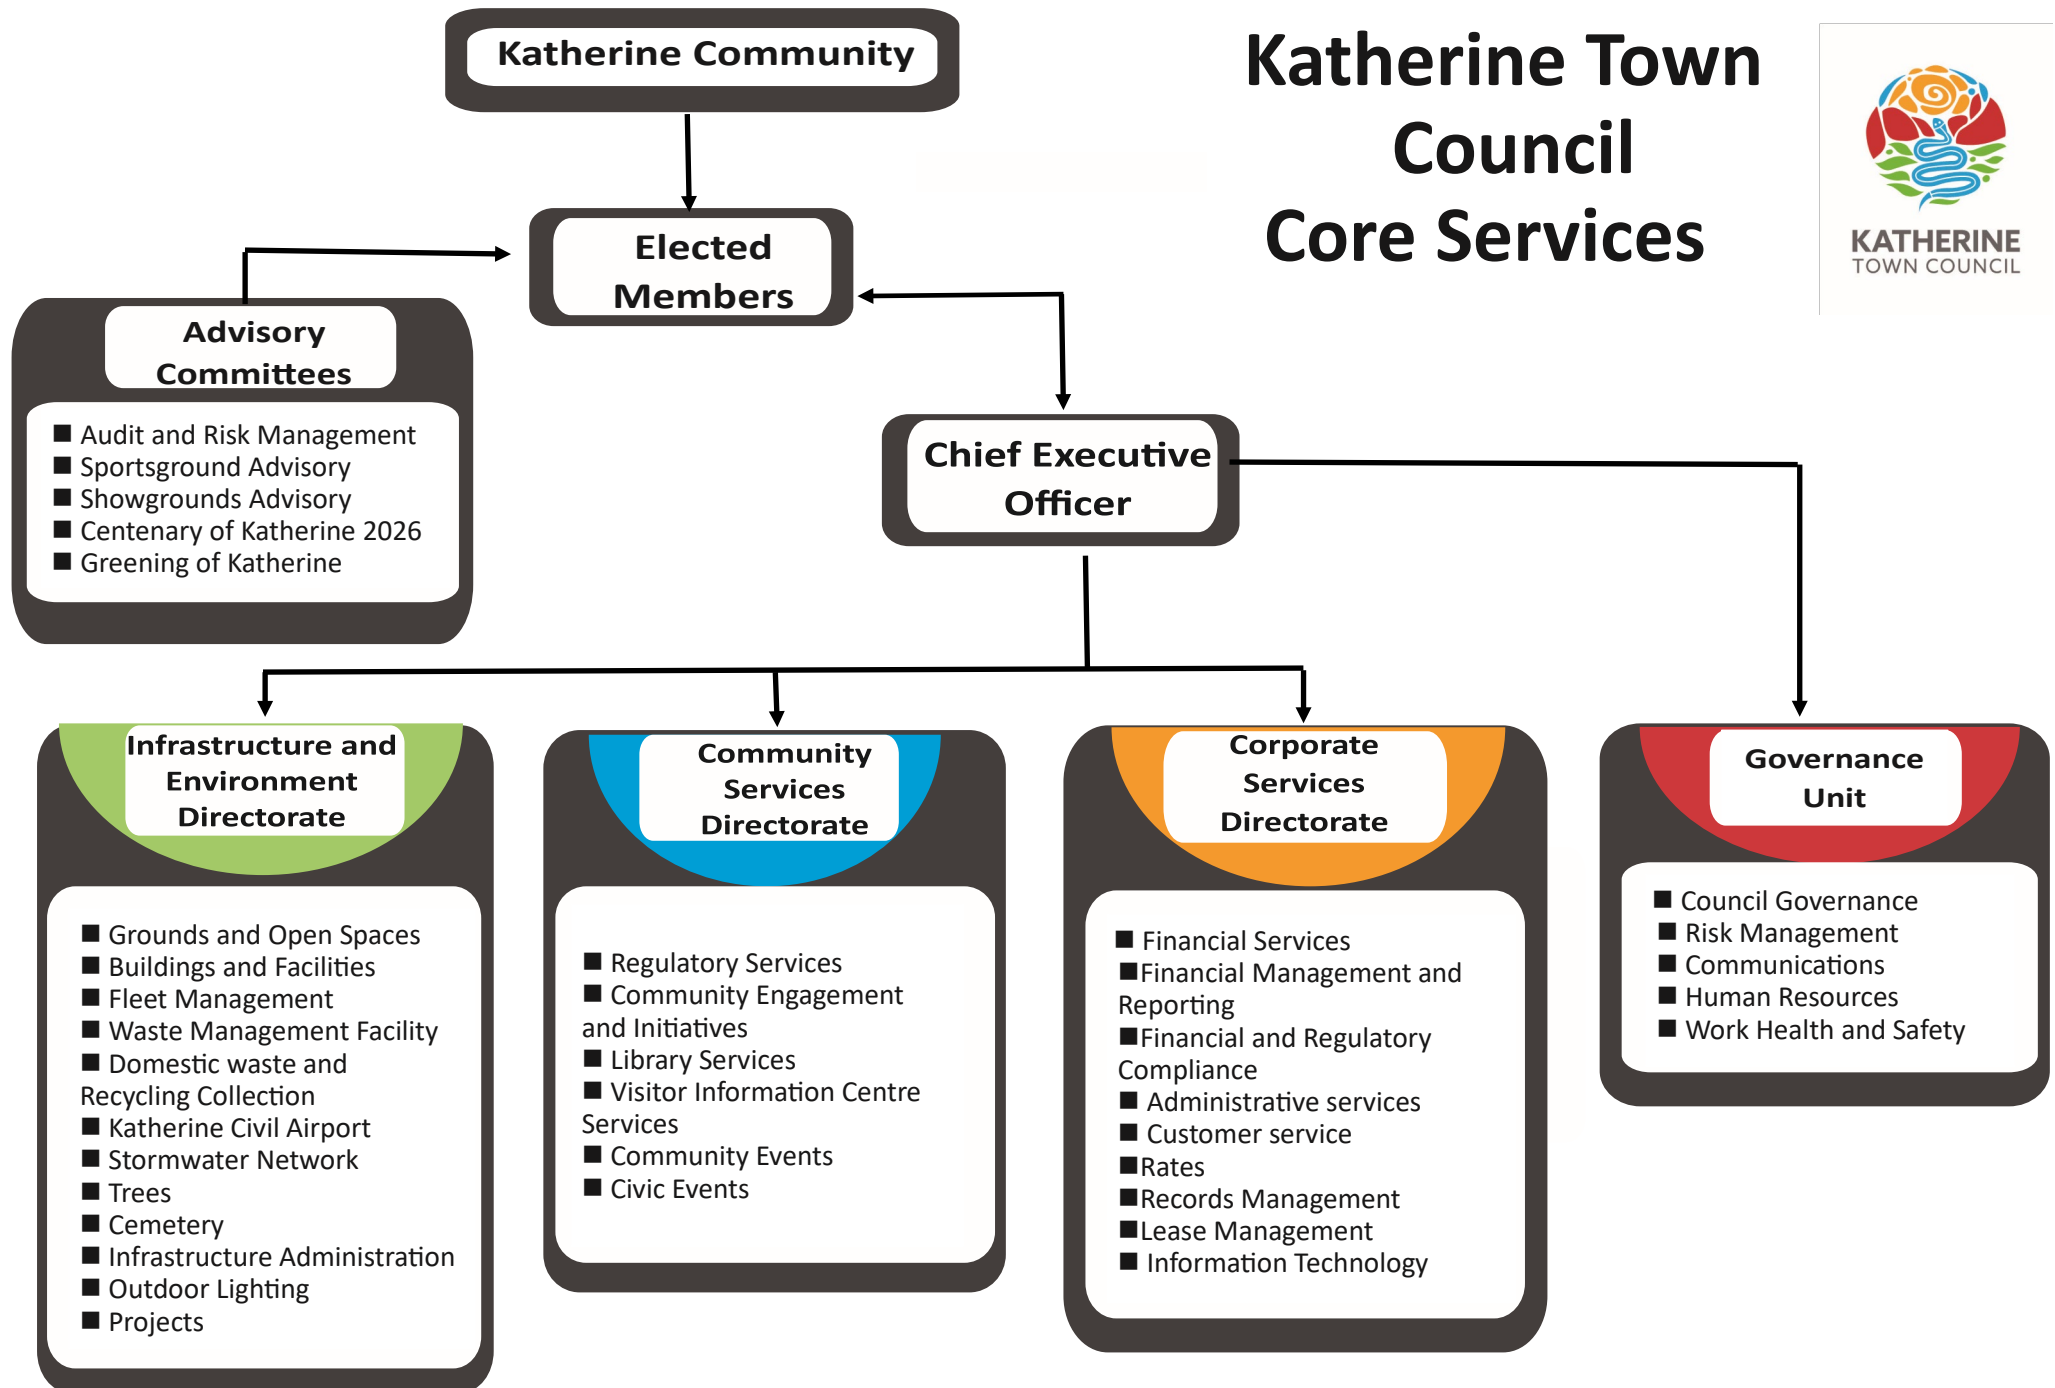 Katherine Community
Katherine Town
Council
Core Services
KATHERINE
TOWN COUNCIL
Elected
Members
Advisory
Committees
■ Audit and Risk Management
■ Sportsground Advisory
■ Showgrounds Advisory
■ Centenary of Katherine 2026
■ Greening of Katherine
Chief Executive
Officer
Infrastructure and
Environment
Directorate
■ Grounds and Open Spaces
■ Buildings and Facilities
■ Fleet Management
■ Waste Management Facility
■ Domestic waste and
Recycling Collection
■ Katherine Civil Airport
■ Stormwater Network
■ Trees
■ Cemetery
■ Infrastructure Administration
■ Outdoor Lighting
■ Projects
Community
Services
Directorate
■ Regulatory Services
■ Community Engagement
and Initiatives
■ Library Services
■ Visitor Information Centre
Services
■ Community Events
■ Civic Events
Corporate
Services
Directorate
■ Financial Services
■Financial Management and
Reporting
■Financial and Regulatory
Compliance
■ Administrative services
■ Customer service
■Rates
■Records Management
■Lease Management
■ Information Technology
Governance
Unit
■ Council Governance
■ Risk Management
■ Communications
■ Human Resources
■ Work Health and Safety